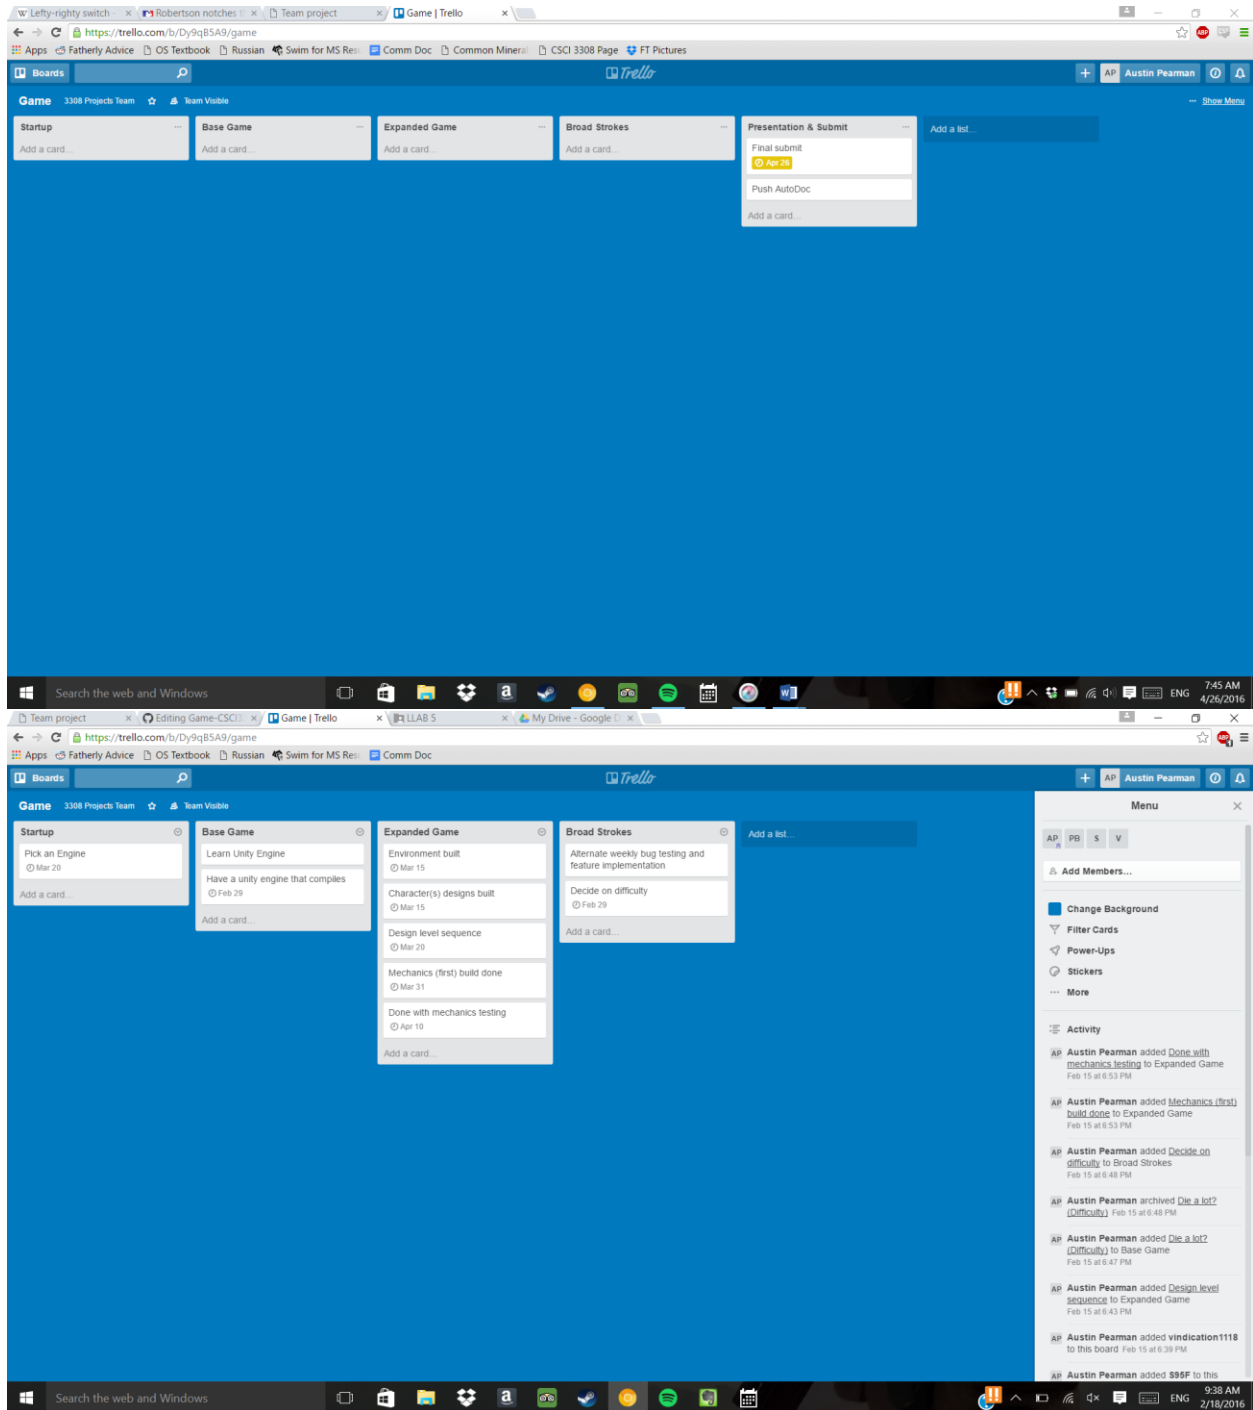 Lefty-righty switch -
Robertson notches 1
Team project
Game | Trello
https://trello.com/b/Dy9qB5A9/game
Apps Fatherly Advice OS Textbook Russian Swim for MS Res Comm Doc Common Mineral CSCI 3308 Page FT Pictures
Boards
Trello
AP Austin Pearman
Game 3308 Projects Team Team Visible
Show Menu
Startup
Add a card...
Base Game
Add a card...
Expanded Game
Add a card...
Broad Strokes
Add a card...
Presentation & Submit
Final submit
Apr 26
Push AutoDoc
Add a card...
Add a list...
Search the web and Windows
ENG
7:45 AM
4/26/2016
Team project
Editing Game-CSCI3
Game | Trello
LLAB 5
My Drive - Google D
https://trello.com/b/Dy9qB5A9/game
Apps Fatherly Advice OS Textbook Russian Swim for MS Res Comm Doc
Boards
Trello
AP Austin Pearman
Game 3308 Projects Team Team Visible
Startup
Pick an Engine
Mar 20
Add a card...
Base Game
Learn Unity Engine
Have a unity engine that compiles
Feb 29
Add a card...
Expanded Game
Environment built
Mar 15
Character(s) designs built
Mar 15
Design level sequence
Mar 20
Mechanics (first) build done
Mar 31
Done with mechanics testing
Apr 10
Add a card...
Broad Strokes
Alternate weekly bug testing and
feature implementation
Decide on difficulty
Feb 29
Add a card...
Add a list...
Menu
AP PB S V
Add Members...
Change Background
Filter Cards
Power-Ups
Stickers
More
Activity
AP Austin Pearman added Done with
mechanics testing to Expanded Game
Feb 15 at 6:53 PM
AP Austin Pearman added Mechanics (first)
build done to Expanded Game
Feb 15 at 6:53 PM
AP Austin Pearman added Decide on
difficulty to Broad Strokes
Feb 15 at 6:48 PM
AP Austin Pearman archived Die a lot?
(Difficulty) Feb 15 at 6:48 PM
AP Austin Pearman added Die a lot?
(Difficulty) to Base Game
Feb 15 at 6:47 PM
AP Austin Pearman added Design level
sequence to Expanded Game
Feb 15 at 6:43 PM
AP Austin Pearman added vindication1118
to this board Feb 15 at 6:39 PM
AP Austin Pearman added S95F to this
Search the web and Windows
ENG
9:38 AM
2/18/2016